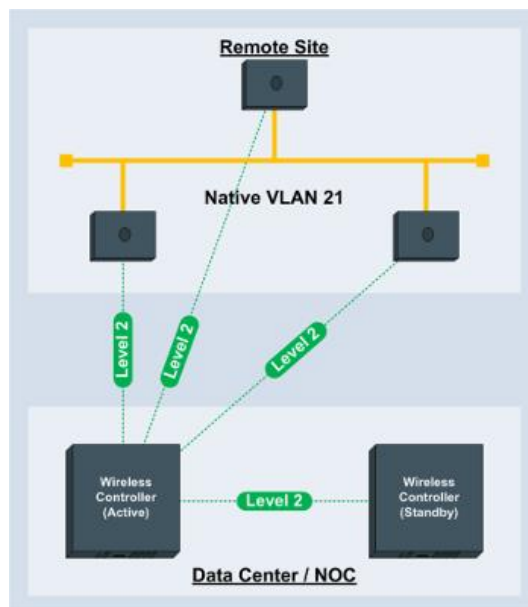 Remote Site
Native VLAN 21
Level 2
Level 2
Level 2
Wireless
Controller
(Active)
Level 2
Wireless
Controller
(Standby)
Data Center / NOC